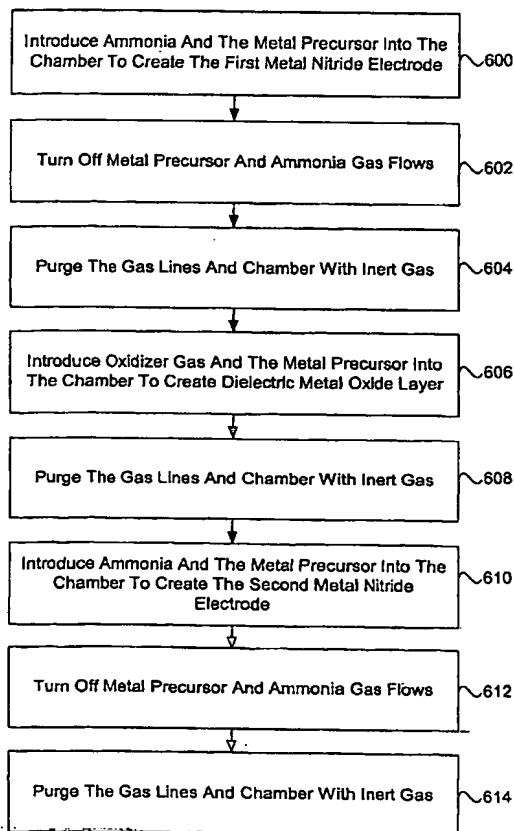 Introduce Ammonia And The Metal Precursor Into The
Chamber To Create The First Metal Nitride Electrode
600
Turn Off Metal Precursor And Ammonia Gas Flows
602
Purge The Gas Lines And Chamber With Inert Gas
604
Introduce Oxidizer Gas And The Metal Precursor Into
The Chamber To Create Dielectric Metal Oxide Layer
606
Purge The Gas Lines And Chamber With Inert Gas
608
Introduce Ammonia And The Metal Precursor Into The
Chamber To Create The Second Metal Nitride
Electrode
610
Turn Off Metal Precursor And Ammonia Gas Flows
612
Purge The Gas Lines And Chamber With Inert Gas
614